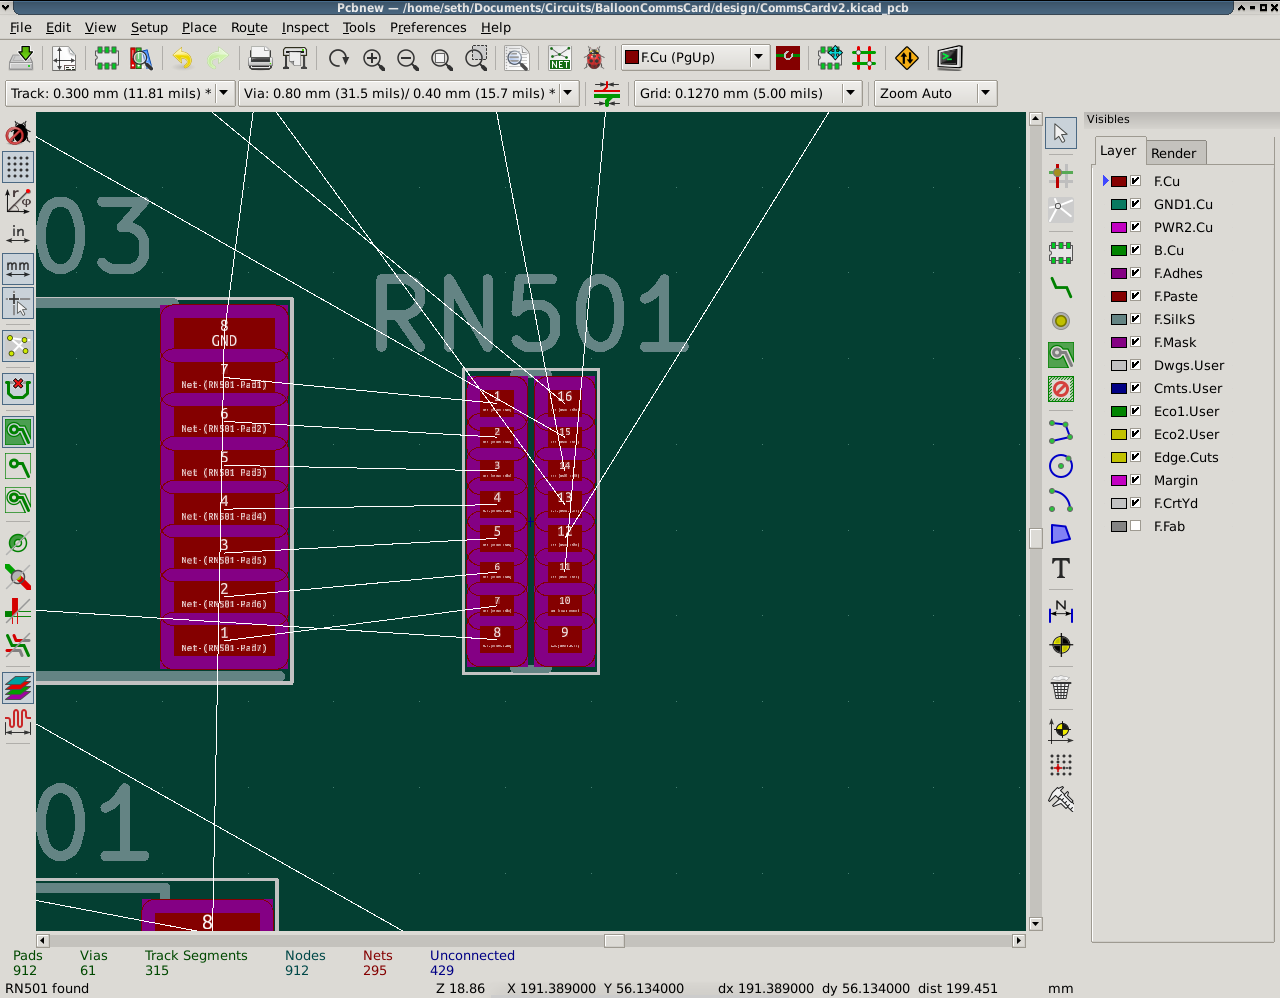 Pcbnew — /home/seth/Documents/Circuits/BalloonCommsCard/design/CommsCardv2.kicad_pcb
File Edit View Setup Place Route Inspect Tools Preferences Help
NET
F.Cu (PgUp)
Track: 0.300 mm (11.81 mils) * Via: 0.80 mm (31.5 mils)/ 0.40 mm (15.7 mils) * Grid: 0.1270 mm (5.00 mils) Zoom Auto
in
mm
03
RN501
8
GND
7
Net-(RN501-Pad1)
6
Net-(RN501-Pad2)
5
Net-(RN501-Pad3)
4
Net-(RN501-Pad4)
3
Net-(RN501-Pad5)
2
Net-(RN501-Pad6)
1
Net-(RN501-Pad7)
1 16
2 15
3 14
4 13
5 12
6 11
7 10
8 9
01
8
T
N
Visibles
Layer Render
F.Cu
GND1.Cu
PWR2.Cu
B.Cu
F.Adhes
F.Paste
F.SilkS
F.Mask
Dwgs.User
Cmts.User
Eco1.User
Eco2.User
Edge.Cuts
Margin
F.CrtYd
F.Fab
Pads Vias Track Segments Nodes Nets Unconnected
912 61 315 912 295 429
RN501 found Z 18.86 X 191.389000 Y 56.134000 dx 191.389000 dy 56.134000 dist 199.451 mm